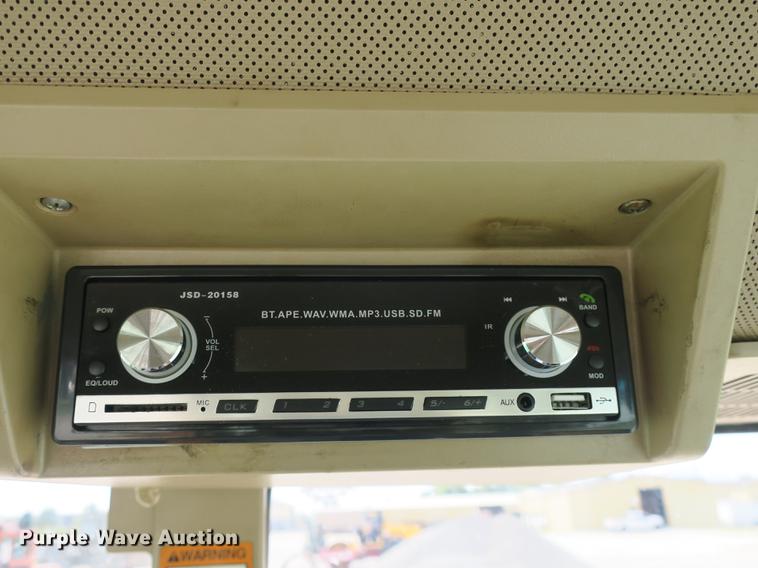 JSD-20158
BT.APE.WAV.WMA.MP3.USB.SD.FM
POW
VOL
SEL
EQ/LOUD
IR
BAND
MOD
MIC
CLK
1 2
3 4
5/- 6/+
AUX
Purple Wave Auction
WARNING